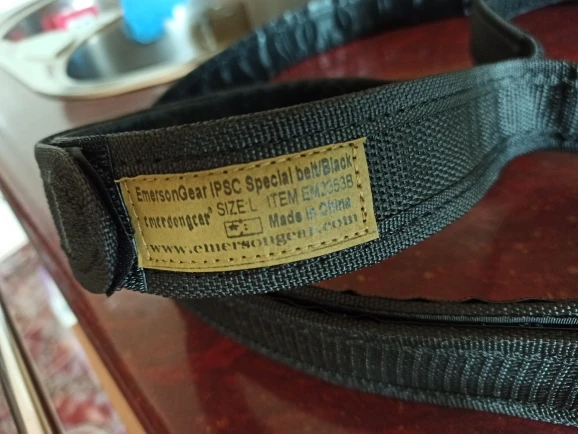 EmersonGear IPSC Special belt/Black
emersongear® SIZE:L ITEM EM9353B
Made in China
www.emersongear.com